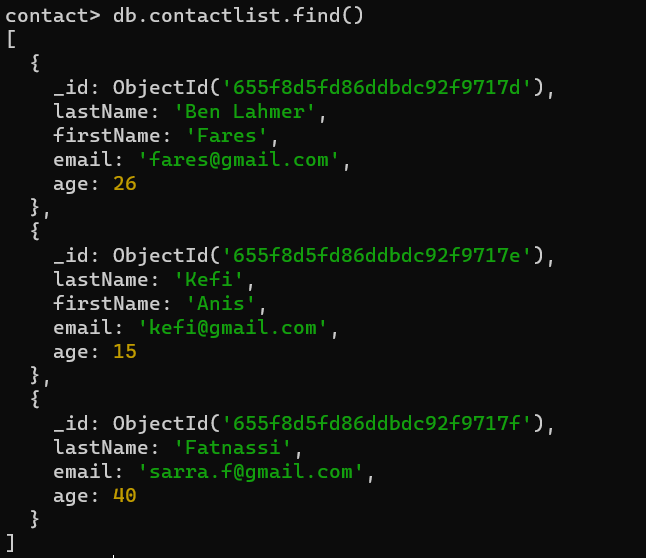 contact> db.contactlist.find()
[
  {
    _id: ObjectId('655f8d5fd86ddbdc92f9717d'),
    lastName: 'Ben Lahmer',
    firstName: 'Fares',
    email: 'fares@gmail.com',
    age: 26
  },
  {
    _id: ObjectId('655f8d5fd86ddbdc92f9717e'),
    lastName: 'Kefi',
    firstName: 'Anis',
    email: 'kefi@gmail.com',
    age: 15
  },
  {
    _id: ObjectId('655f8d5fd86ddbdc92f9717f'),
    lastName: 'Fatnassi',
    email: 'sarra.f@gmail.com',
    age: 40
  }
]